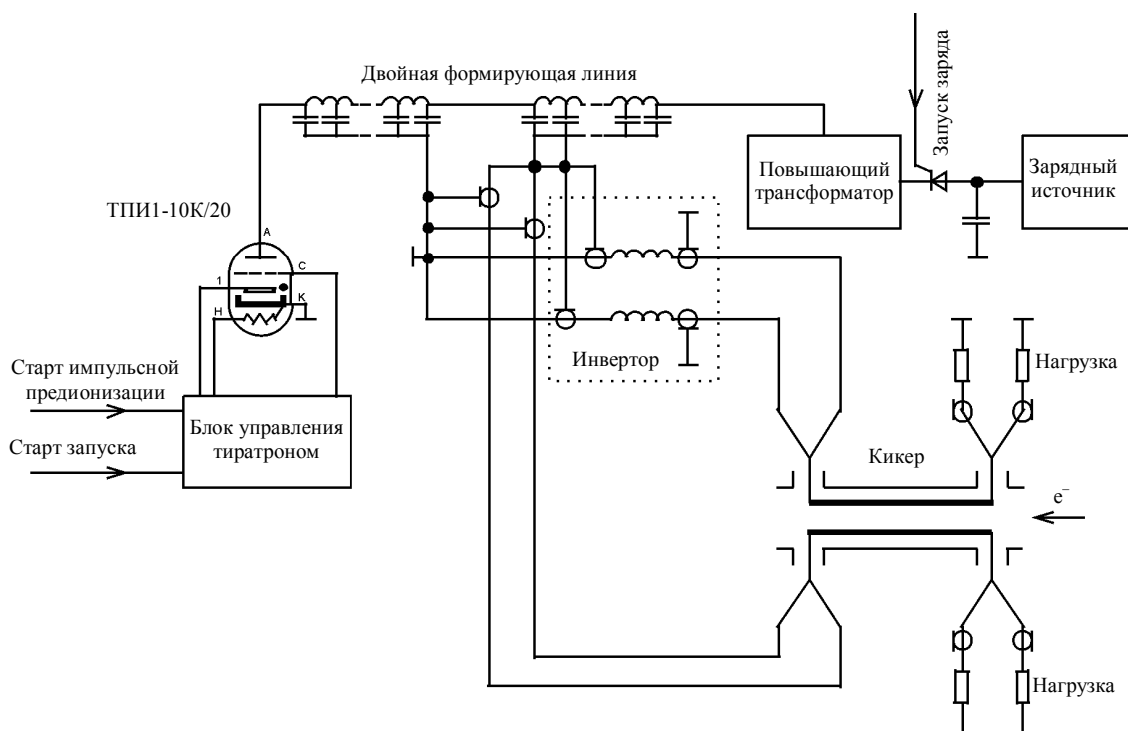 Двойная формирующая линия
Запуск заряда
Повышающий
трансформатор
Зарядный
источник
ТПИ1-10К/20
А
С
1
К
Н
Инвертор
Старт импульсной
предионизации
Старт запуска
Блок управления
тиратроном
Нагрузка
Кикер
e–
Нагрузка